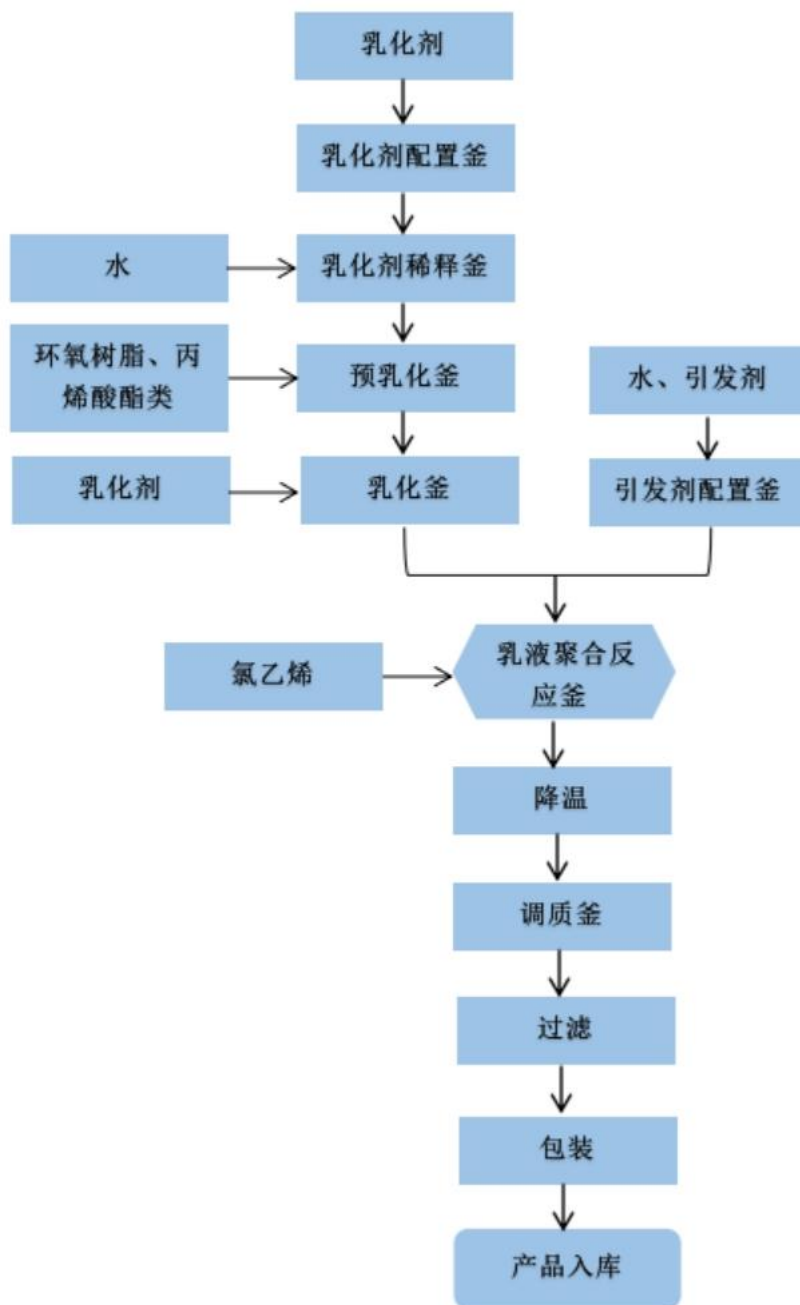 乳化剂
乳化剂配置釜
水
乳化剂稀释釜
环氧树脂、丙
烯酸酯类
预乳化釜
水、引发剂
乳化剂
乳化釜
引发剂配置釜
氯乙烯
乳液聚合反
应釜
降温
调质釜
过滤
包装
产品入库